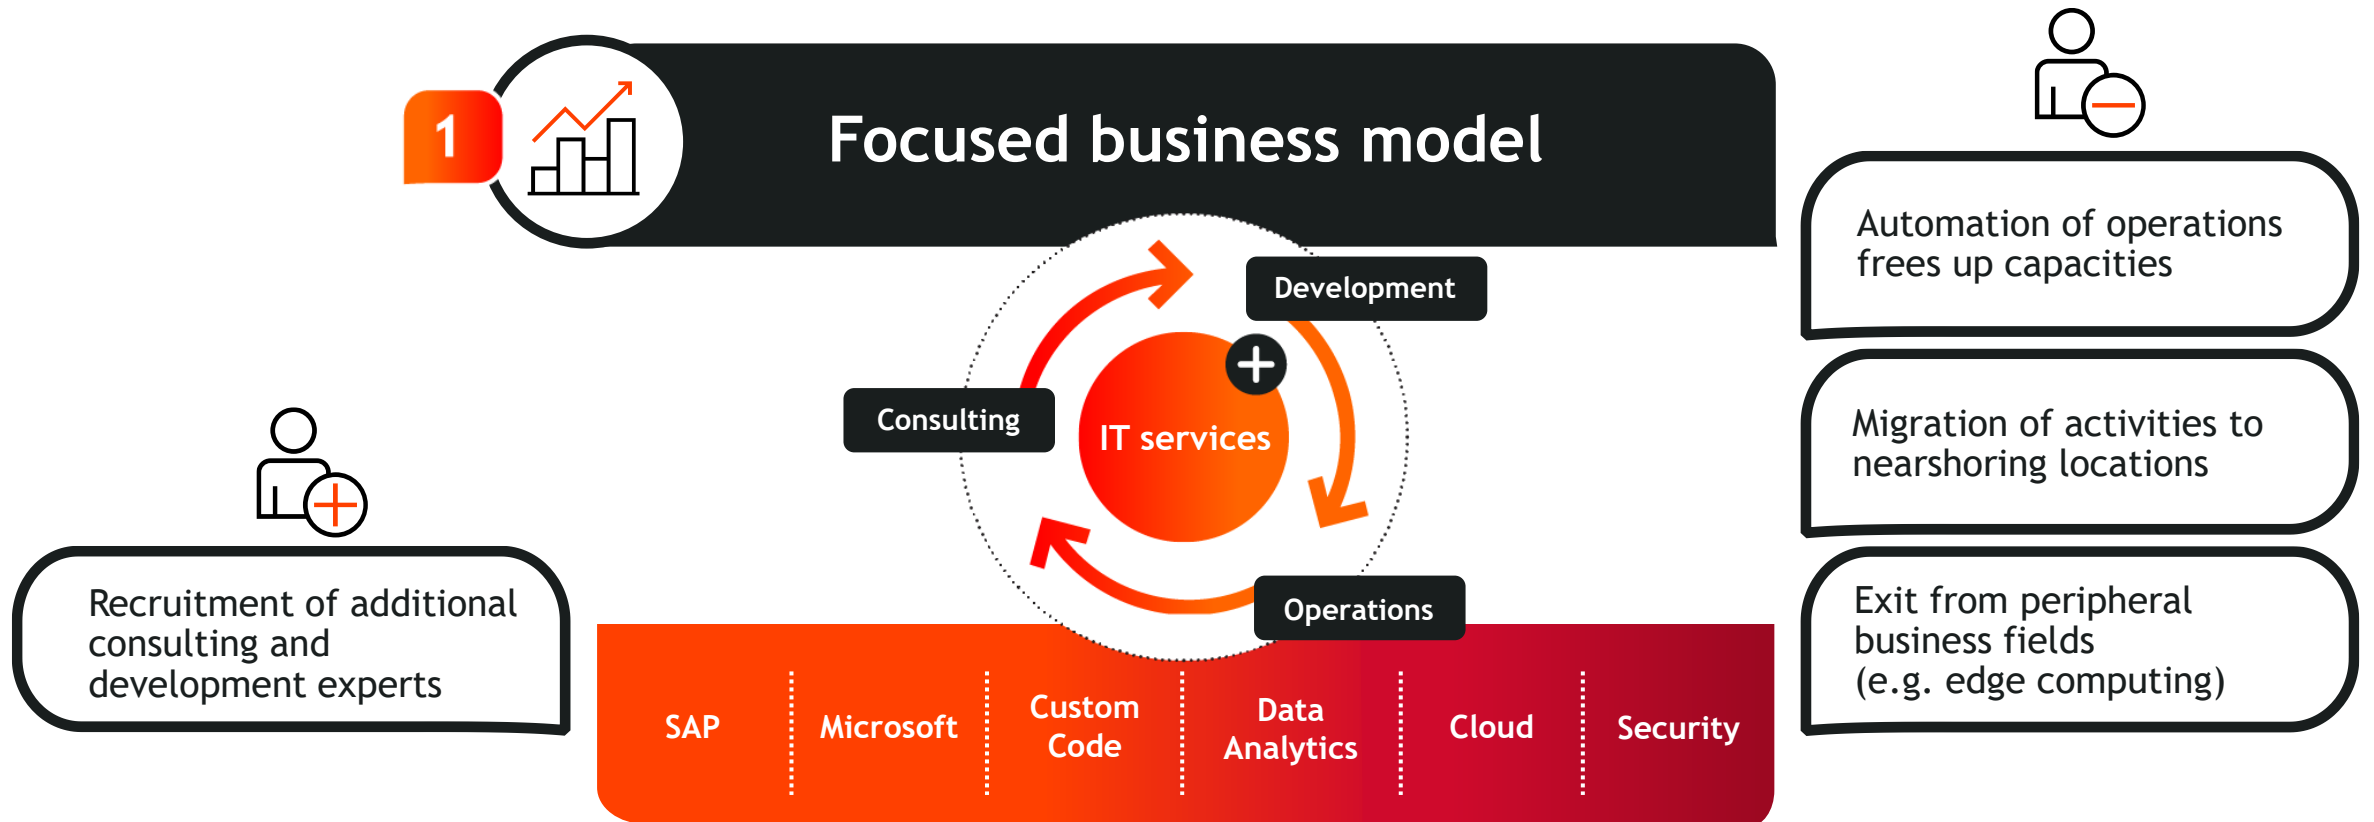 1
Focused business model
Development
Consulting
IT services
Operations
SAP
Microsoft
Custom
Code
Data
Analytics
Cloud
Security
Recruitment of additional
consulting and
development experts
Automation of operations
frees up capacities
Migration of activities to
nearshoring locations
Exit from peripheral
business fields
(e.g. edge computing)